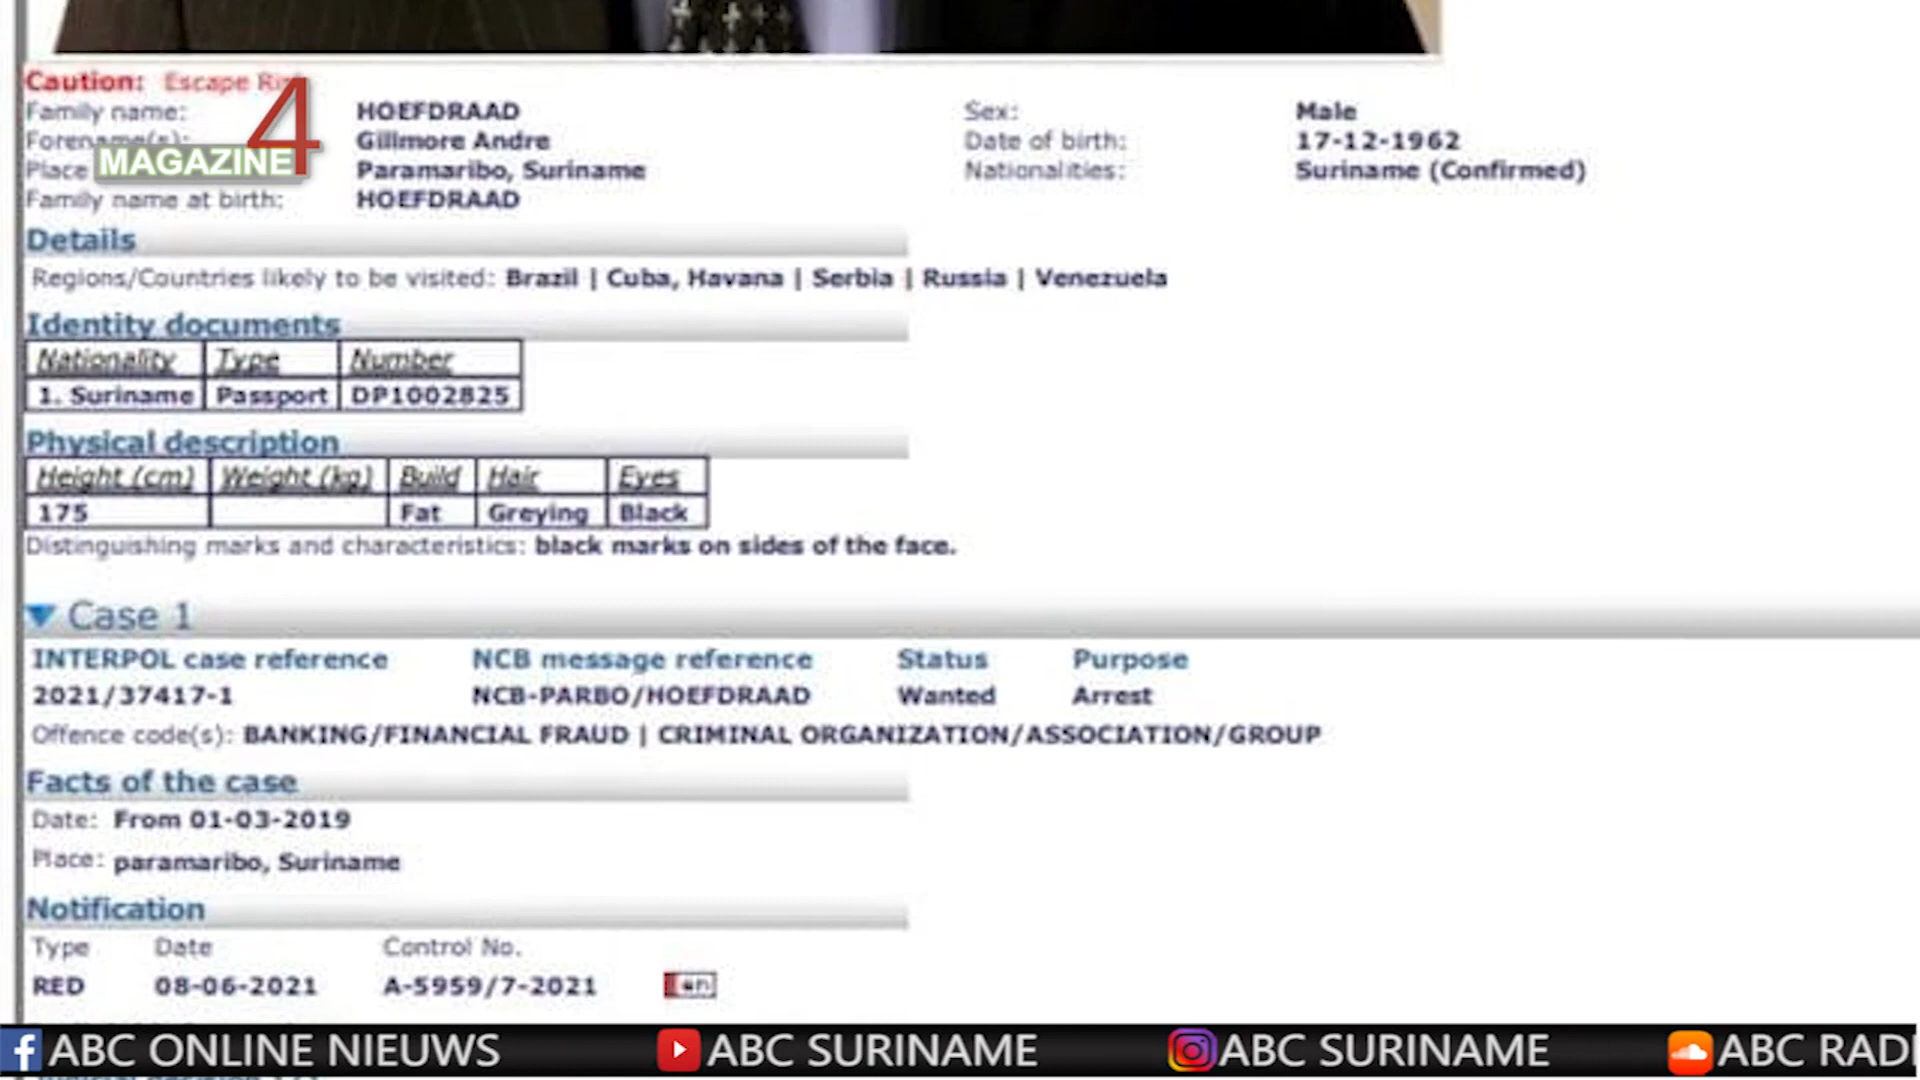 Caution: Escape
Family name: HOEFDRAAD Sex: Male
Forename(s): Gillmore Andre Date of birth: 17-12-1962
Place Paramaribo, Suriname Nationalities: Suriname (Confirmed)
4
MAGAZINE
Family name at birth: HOEFDRAAD
Details
Regions/Countries likely to be visited: Brazil | Cuba, Havana | Serbia | Russia | Venezuela
Identity documents
Nationality Type Number
1. Suriname Passport DP1002825
Physical description
Height (cm) Weight (kg) Build Hair Eyes
175 Fat Greying Black
Distinguishing marks and characteristics: black marks on sides of the face.
Case 1
INTERPOL case reference NCB message reference Status Purpose
2021/37417-1 NCB-PARBO/HOEFDRAAD Wanted Arrest
Offence code(s): BANKING/FINANCIAL FRAUD | CRIMINAL ORGANIZATION/ASSOCIATION/GROUP
Facts of the case
Date: From 01-03-2019
Place: paramaribo, Suriname
Notification
Type Date Control No.
RED 08-06-2021 A-5959/7-2021 en
ABC ONLINE NIEUWS ABC SURINAME ABC SURINAME ABC RADI